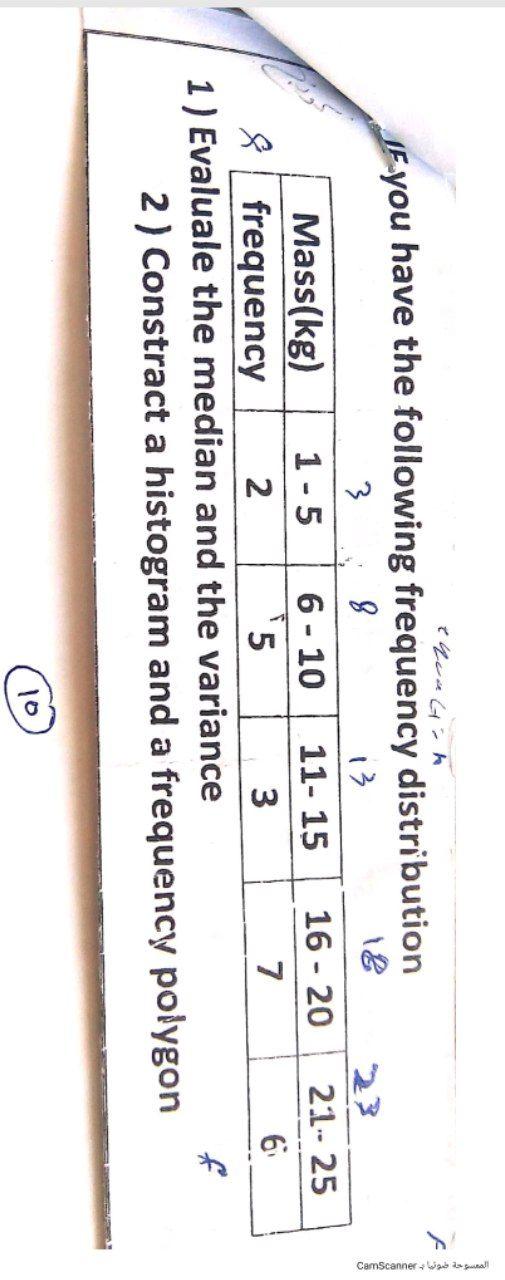 you have the following frequency distribution
3 8 13 18 23
Mass(kg) 1 - 5 6 - 10 11- 15 16 - 20 21- 25
frequency 2 5 3 7 6
1 ) Evaluale the median and the variance
2 ) Constract a histogram and a frequency polygon
10
الممسوحة ضوئيا بـ CamScanner